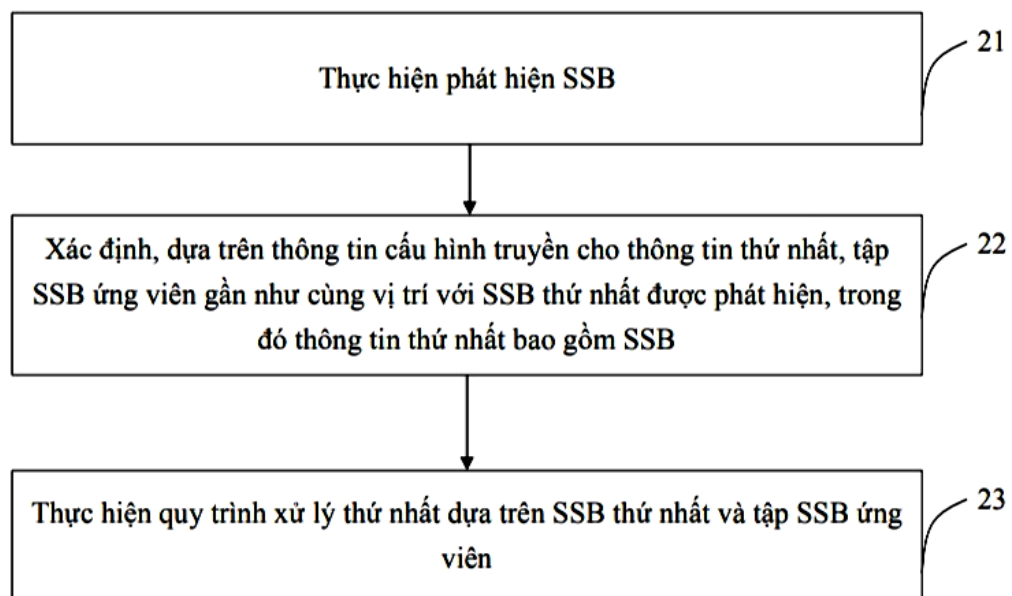 21
Thực hiện phát hiện SSB
22
Xác định, dựa trên thông tin cấu hình truyền cho thông tin thứ nhất, tập
SSB ứng viên gần như cùng vị trí với SSB thứ nhất được phát hiện, trong
đó thông tin thứ nhất bao gồm SSB
23
Thực hiện quy trình xử lý thứ nhất dựa trên SSB thứ nhất và tập SSB ứng
viên